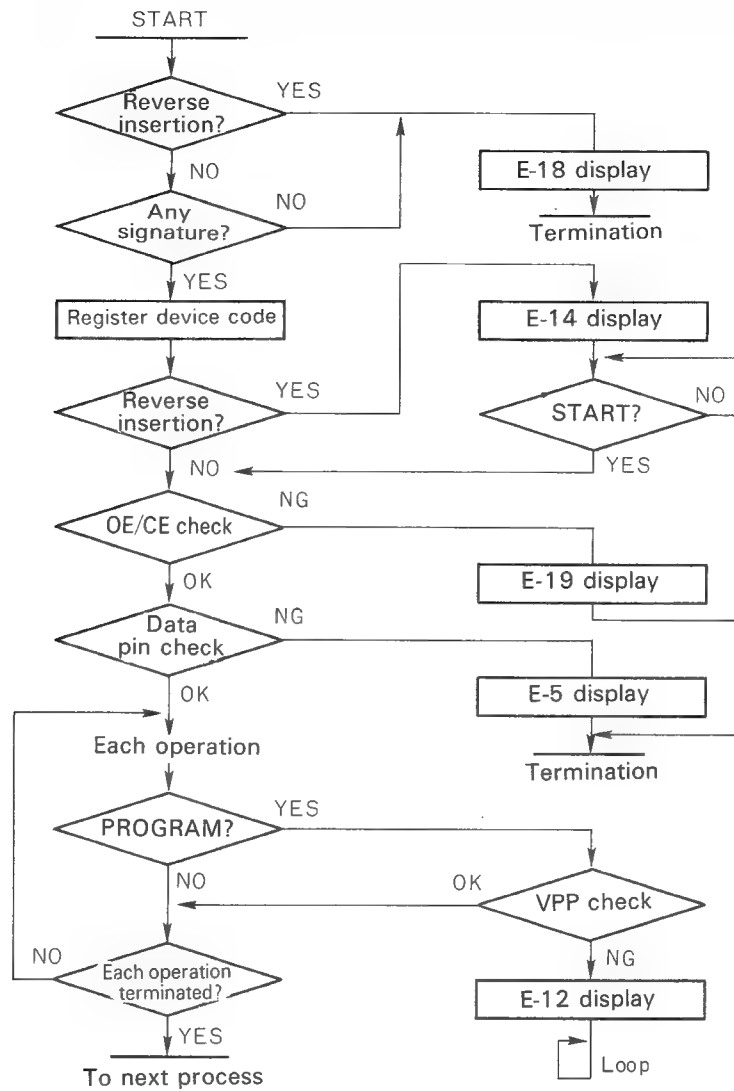 START
Reverse
insertion?
YES
NO
E-18 display
Termination
Any
signature?
NO
YES
Register device code
E-14 display
Reverse
insertion?
YES
NO
START?
NO
YES
OE/CE check
NG
OK
E-19 display
Data
pin check
NG
OK
E-5 display
Termination
Each operation
PROGRAM?
YES
NO
OK
VPP check
NG
E-12 display
Loop
NO
Each operation
terminated?
YES
To next process